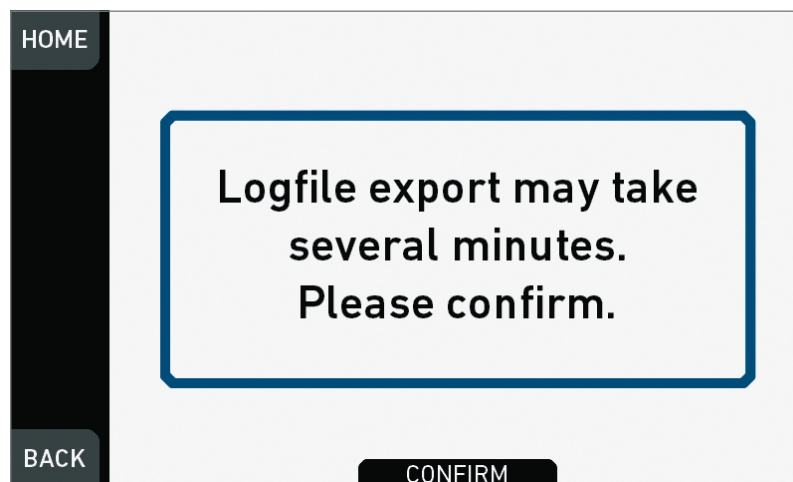 HOME
Logfile export may take
several minutes.
Please confirm.
BACK
CONFIRM